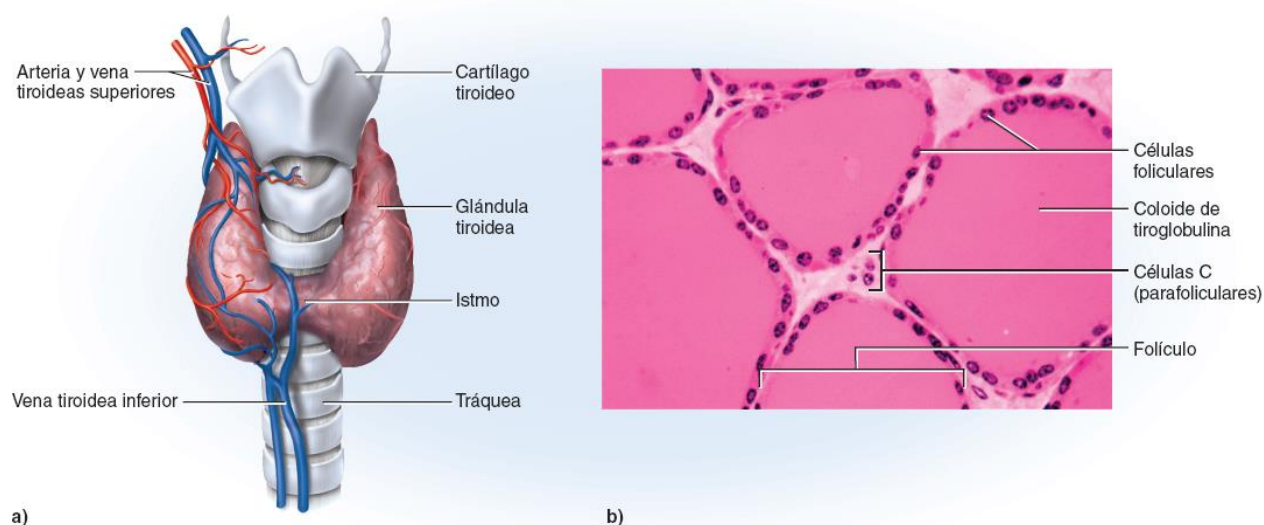 Arteria y vena
tiroideas superiores
Cartílago
tiroideo
Glándula
tiroidea
Istmo
Vena tiroidea inferior
Tráquea
a)
Células
foliculares
Coloide de
tiroglobulina
Células C
(parafoliculares)
Folículo
b)